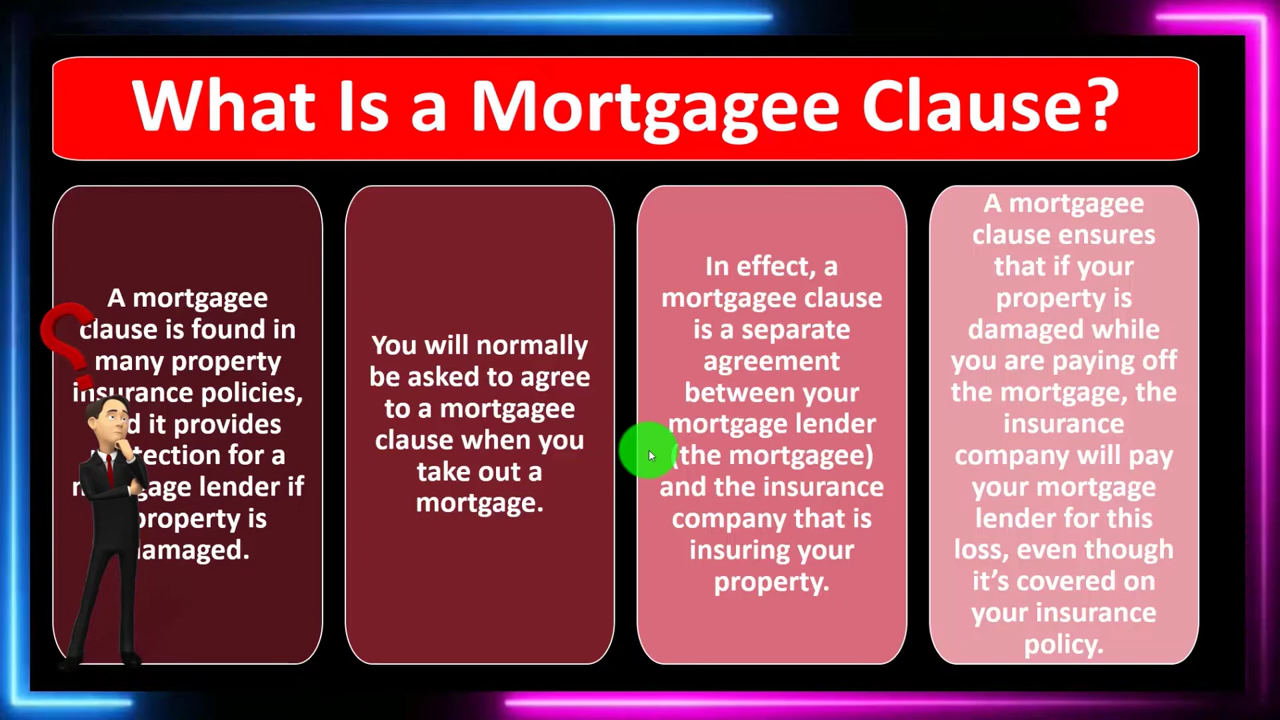 What Is a Mortgagee Clause?
A mortgagee
clause is found in
many property
insurance policies,
it provides
protection for a
mortgage lender if
property is
damaged.
You will normally
be asked to agree
to a mortgagee
clause when you
take out a
mortgage.
In effect, a
mortgagee clause
is a separate
agreement
between your
mortgage lender
(the mortgagee)
and the insurance
company that is
insuring your
property.
A mortgagee
clause ensures
that if your
property is
damaged while
you are paying off
the mortgage, the
insurance
company will pay
your mortgage
lender for this
loss, even though
it’s covered on
your insurance
policy.